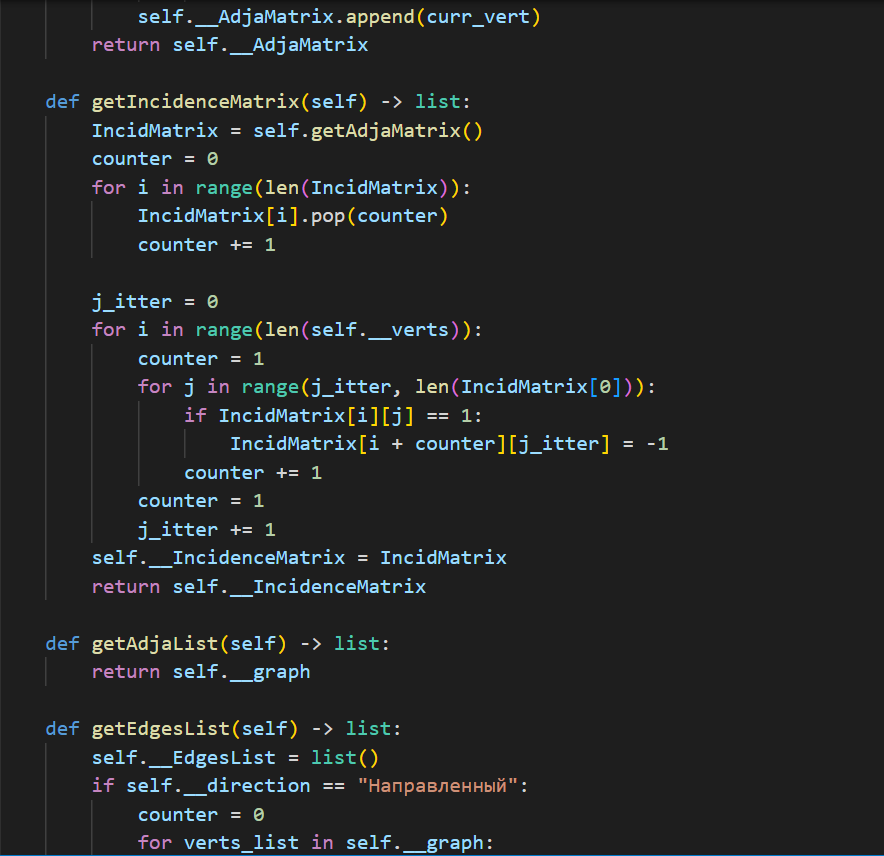 self.__AdjaMatrix.append(curr_vert)
return self.__AdjaMatrix
def getIncidenceMatrix(self) -> list:
IncidMatrix = self.getAdjaMatrix()
counter = 0
for i in range(len(IncidMatrix)):
IncidMatrix[i].pop(counter)
counter += 1
j_itter = 0
for i in range(len(self.__verts)):
counter = 1
for j in range(j_itter, len(IncidMatrix[0])):
if IncidMatrix[i][j] == 1:
IncidMatrix[i + counter][j_itter] = -1
counter += 1
counter = 1
j_itter += 1
self.__IncidenceMatrix = IncidMatrix
return self.__IncidenceMatrix
def getAdjaList(self) -> list:
return self.__graph
def getEdgesList(self) -> list:
self.__EdgesList = list()
if self.__direction == "Направленный":
counter = 0
for verts_list in self.__graph: